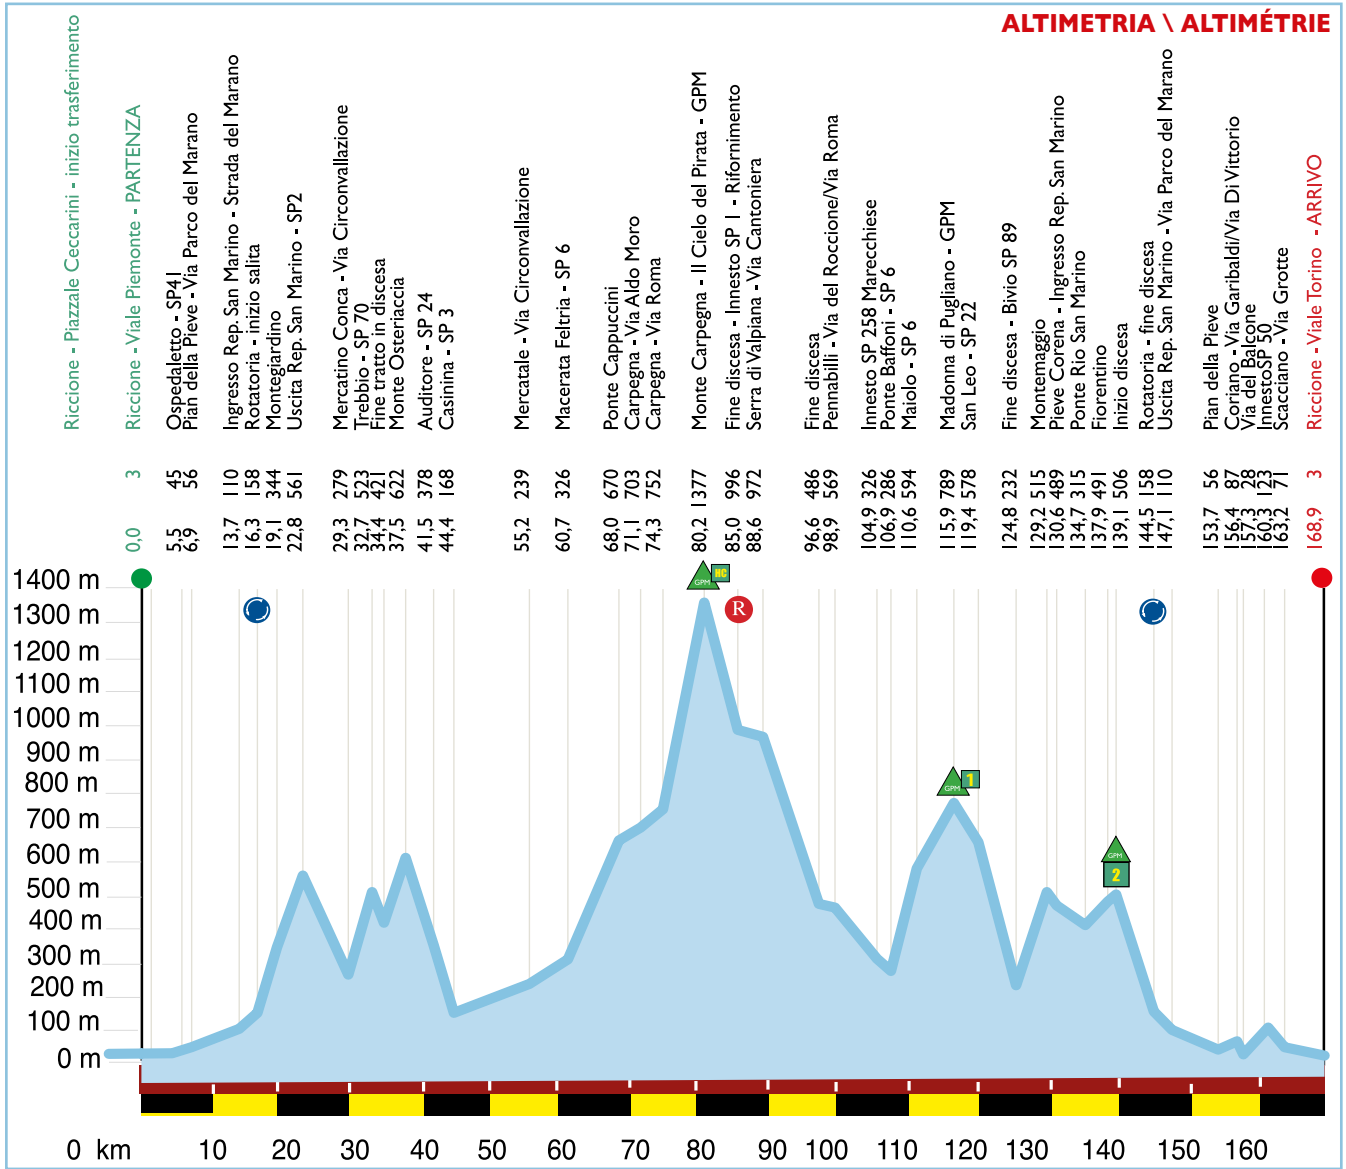 ALTIMETRIA \ ALTIMÉTRIE
Riccione - Piazzale Ceccarini - inizio trasferimento
Riccione - Viale Piemonte - PARTENZA 3 0,0
Ospedaletto - SP41 45 5,5
Pian della Pieve - Via Parco del Marano 56 6,9
Ingresso Rep. San Marino - Strada del Marano 110 13,7
Rotatoria - inizio salita 158 16,3
Montegiardino 344 19,1
Uscita Rep. San Marino - SP2 561 22,8
Mercatino Conca - Via Circonvallazione 279 29,3
Trebbio - SP 70 523 32,7
Fine tratto in discesa 421 34,4
Monte Osteriaccia 622 37,5
Auditore - SP 24 378 41,5
Casinina - SP 3 168 44,4
Mercatale - Via Circonvallazione 239 55,2
Macerata Feltria - SP 6 326 60,7
Ponte Cappuccini 670 68,0
Carpegna - Via Aldo Moro 703 71,1
Carpegna - Via Roma 752 74,3
Monte Carpegna - Il Cielo del Pirata - GPM 1377 80,2
Fine discesa - Innesto SP 1 - Rifornimento 996 85,0
Serra di Valpiana - Via Cantoniera 972 88,6
Fine discesa 486 96,6
Pennabilli - Via del Roccione/Via Roma 569 98,9
Innesto SP 258 Marecchiese 326 104,9
Ponte Baffoni - SP 6 286 106,9
Maiolo - SP 6 594 110,6
Madonna di Pugliano - GPM 789 115,9
San Leo - SP 22 578 119,4
Fine discesa - Bivio SP 89 232 124,8
Montemaggio 515 129,2
Pieve Corena - Ingresso Rep. San Marino 489 130,6
Ponte Rio San Marino 315 134,7
Fiorentino 491 137,9
Inizio discesa 506 139,1
Rotatoria - fine discesa 158 144,5
Uscita Rep. San Marino - Via Parco del Marano 110 147,1
Pian della Pieve 56 153,7
Coriano - Via Garibaldi/Via Di Vittorio 87 156,4
Via del Balcone 28 157,3
InnestoSP 50 123 160,3
Scacciano - Via Grotte 71 163,2
Riccione - Viale Torino - ARRIVO 3 168,9
1400 m
1300 m
1200 m
1100 m
1000 m
900 m
800 m
700 m
600 m
500 m
400 m
300 m
200 m
100 m
0 m
GPM HC
R
GPM 1
GPM
2
0 km 10 20 30 40 50 60 70 80 90 100 110 120 130 140 150 160